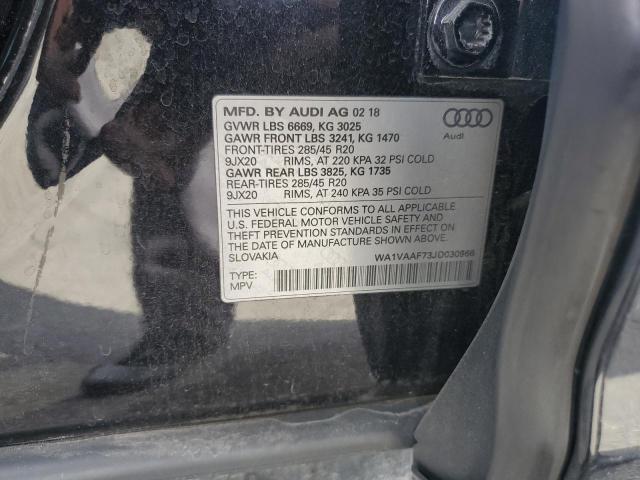 MFD. BY AUDI AG 02 18
GVWR LBS 6669, KG 3025
GAWR FRONT LBS 3241, KG 1470
FRONT-TIRES 285/45 R20
9JX20 RIMS, AT 220 KPA 32 PSI COLD
GAWR REAR LBS 3825, KG 1735
REAR-TIRES 285/45 R20
9JX20 RIMS, AT 240 KPA 35 PSI COLD
Audi
THIS VEHICLE CONFORMS TO ALL APPLICABLE
U.S. FEDERAL MOTOR VEHICLE SAFETY AND
THEFT PREVENTION STANDARDS IN EFFECT ON
THE DATE OF MANUFACTURE SHOWN ABOVE.
SLOVAKIA
WA1VAAF73JD030966
TYPE:
MPV